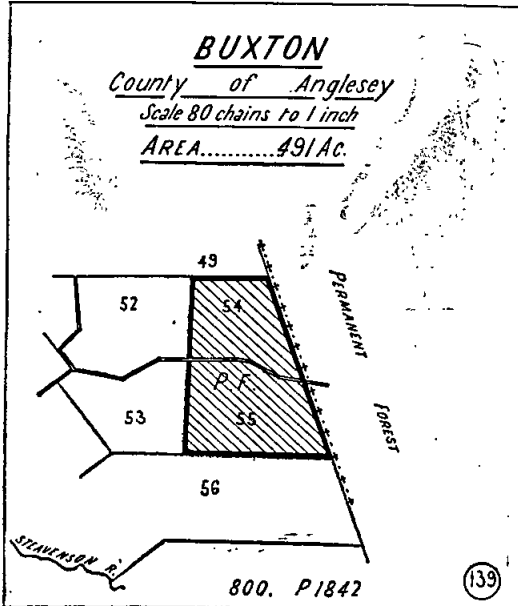 BUXTON
County of Anglesey
Scale 80 chains to 1 inch
AREA..........491 Ac.
49
52
54
PERMANENT
P.F.
53
55
FOREST
56
STEAVENSON R.
800. P1842
139